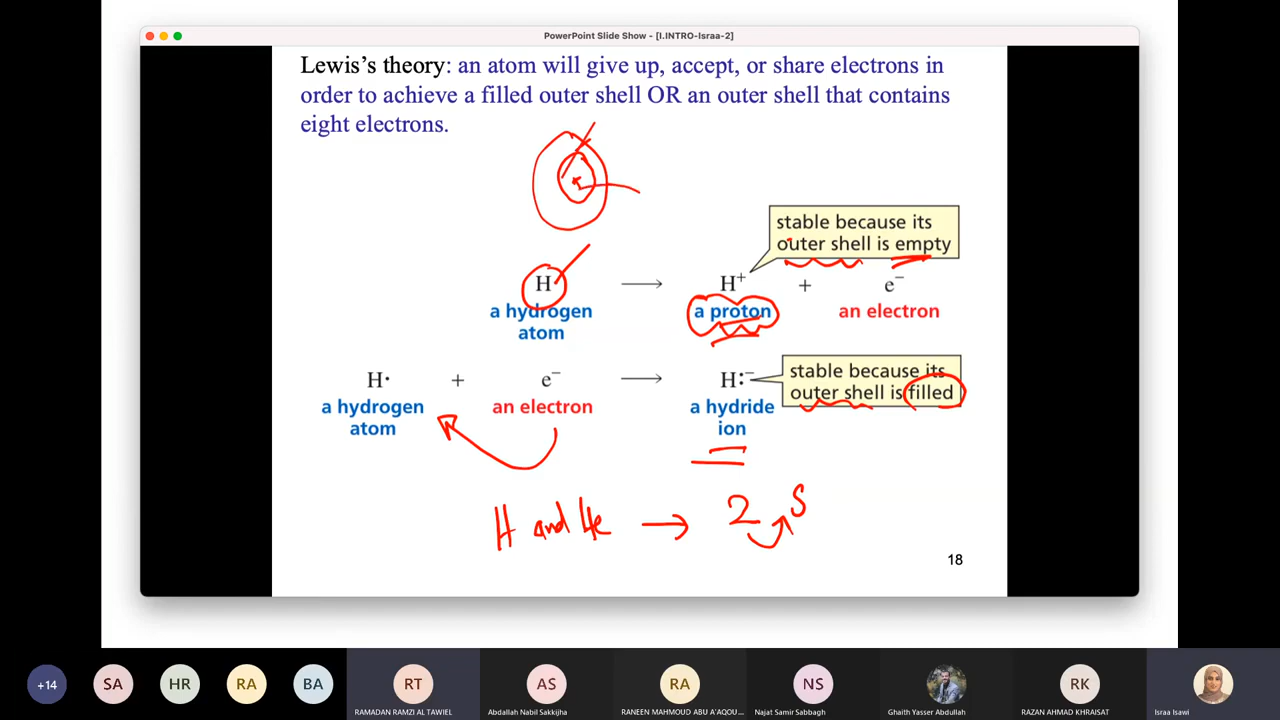 PowerPoint Slide Show - [I.INTRO-Israa-2]
Lewis's theory: an atom will give up, accept, or share electrons in
order to achieve a filled outer shell OR an outer shell that contains
eight electrons.
stable because its
outer shell is empty
H → H⁺ + e⁻
a hydrogen
atom
a proton
an electron
stable because its
outer shell is filled
H· + e⁻ → H:⁻
a hydrogen
atom
an electron
a hydride
ion
H and He → 2 S
18
+14
SA
HR
RA
BA
RT
RAMADAN RAMZI AL TAWIEL
AS
Abdallah Nabil Sakkijha
RA
RANEEN MAHMOUD ABU A'AQOU...
NS
Najat Samir Sabbagh
Ghaith Yasser Abdullah
RK
RAZAN AHMAD KHRAISAT
Israa Isawi